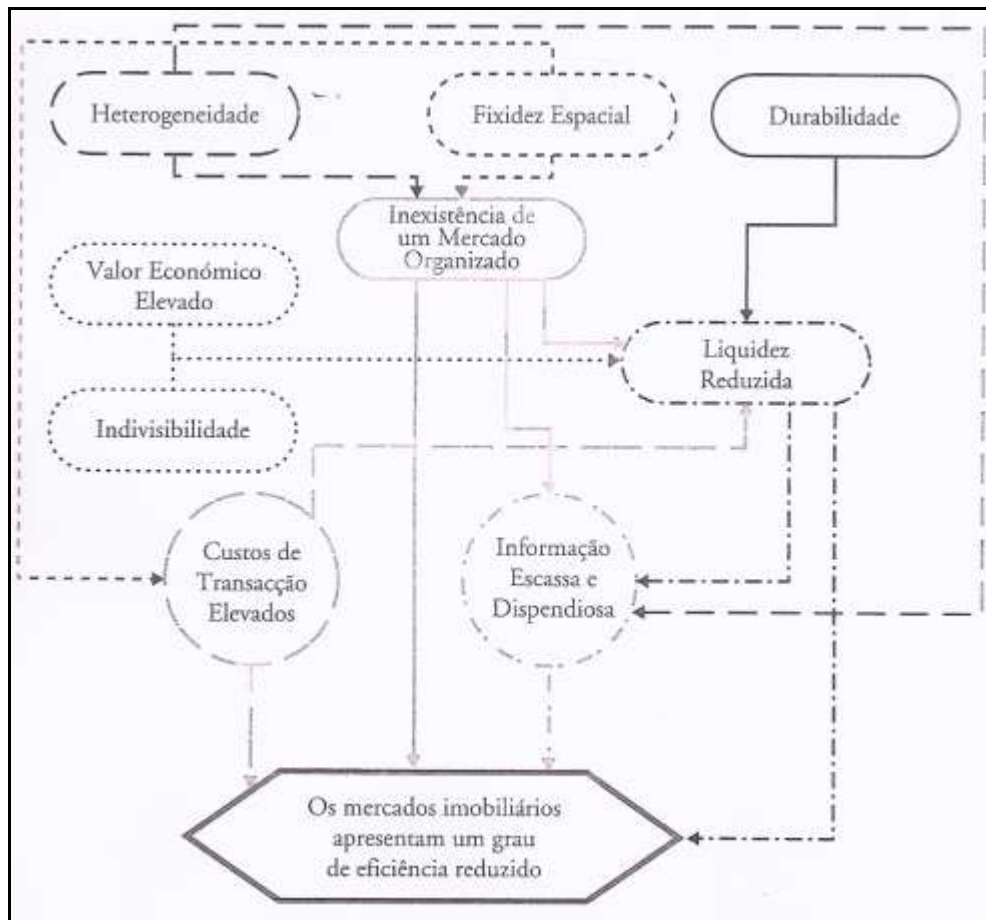 Heterogeneidade
Fixidez Espacial
Durabilidade
Inexistência de
um Mercado
Organizado
Valor Económico
Elevado
Liquidez
Reduzida
Indivisibilidade
Custos de
Transacção
Elevados
Informação
Escassa e
Dispendiosa
Os mercados imobiliários
apresentam um grau
de eficiência reduzido